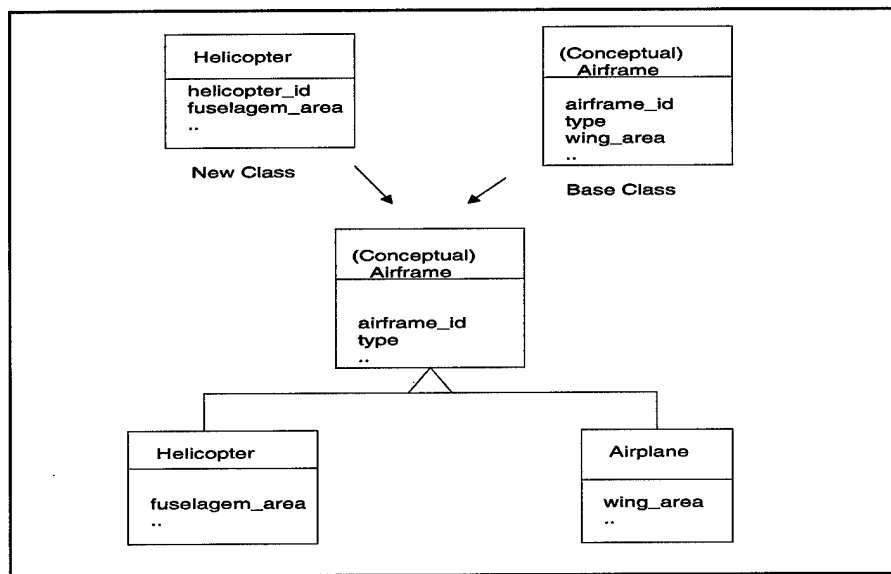 Helicopter
helicopter_id
fuselagem_area
..
New Class
(Conceptual)
Airframe
airframe_id
type
wing_area
..
Base Class
(Conceptual)
Airframe
airframe_id
type
..
Helicopter
fuselagem_area
..
Airplane
wing_area
..